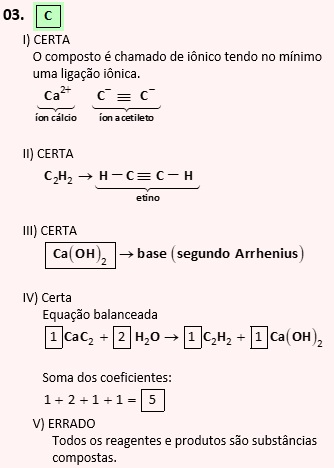 03. C
I) CERTA
O composto é chamado de iônico tendo no mínimo
uma ligação iônica.
Ca²⁺ C⁻ ≡ C⁻
íon cálcio íon acetileto
II) CERTA
C₂H₂ → H − C ≡ C − H
etino
III) CERTA
Ca(OH)₂ → base (segundo Arrhenius)
IV) Certa
Equação balanceada
1 CaC₂ + 2 H₂O → 1 C₂H₂ + 1 Ca(OH)₂
Soma dos coeficientes:
1 + 2 + 1 + 1 = 5
V) ERRADO
Todos os reagentes e produtos são substâncias
compostas.